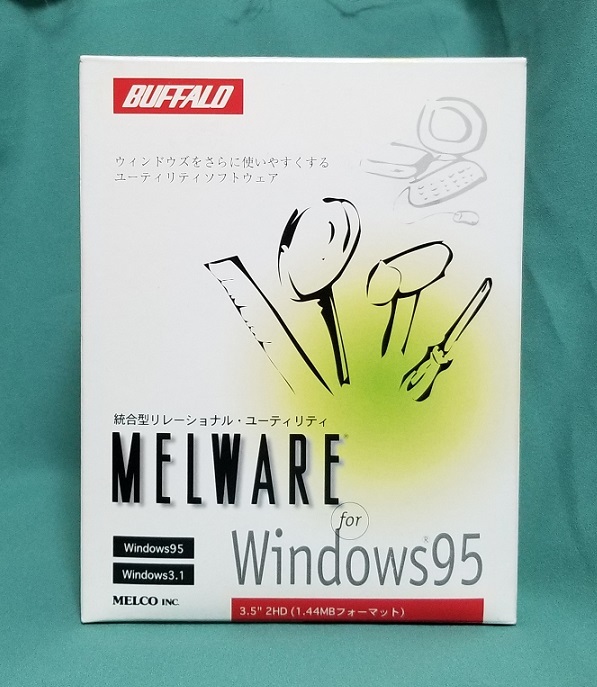 BUFFALO
ウィンドウズをさらに使いやすくする
ユーティリティソフトウェア
統合型リレーショナル・ユーティリティ
MELWARE
for
Windows®95
Windows95
Windows3.1
MELCO INC.
3.5" 2HD (1.44MBフォーマット)